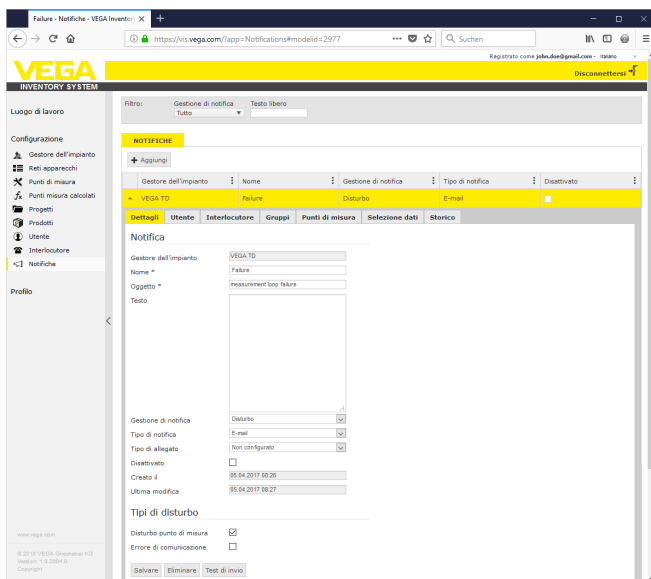 Failure - Notifiche - VEGA Inventor
https://vis.vega.com/?app=Notifications#modelid=2977
Suchen
Registrato come john.doe@gmail.com - Italiano
Disconnettersi
VEGA
INVENTORY SYSTEM
Luogo di lavoro
Configurazione
Gestore dell'impianto
Reti apparecchi
Punti di misura
Punti misura calcolati
Progetti
Prodotti
Utente
Interlocutore
Notifiche
Profilo
www.vega.com
© 2018 VEGA Grieshaber KG
Copyright
Filtro: Gestione di notifica Testo libero
Tutto
NOTIFICHE
Aggiungi
Gestore dell'impianto Nome Gestione di notifica Tipo di notifica Disattivato
VEGA TD Failure Disturbo E-mail
Dettagli Utente Interlocutore Gruppi Punti di misura Selezione dati Storico
Notifica
Gestore dell'impianto VEGA TD
Nome * Failure
Oggetto * measurement loop failure
Testo
Gestione di notifica Disturbo
Tipo di notifica E-mail
Tipo di allegato Non configurato
Disattivato
Creato il 05.04.2017 08:26
Ultima modifica 05.04.2017 08:27
Tipi di disturbo
Disturbo punto di misura
Errore di comunicazione
Salvare Eliminare Test di invio